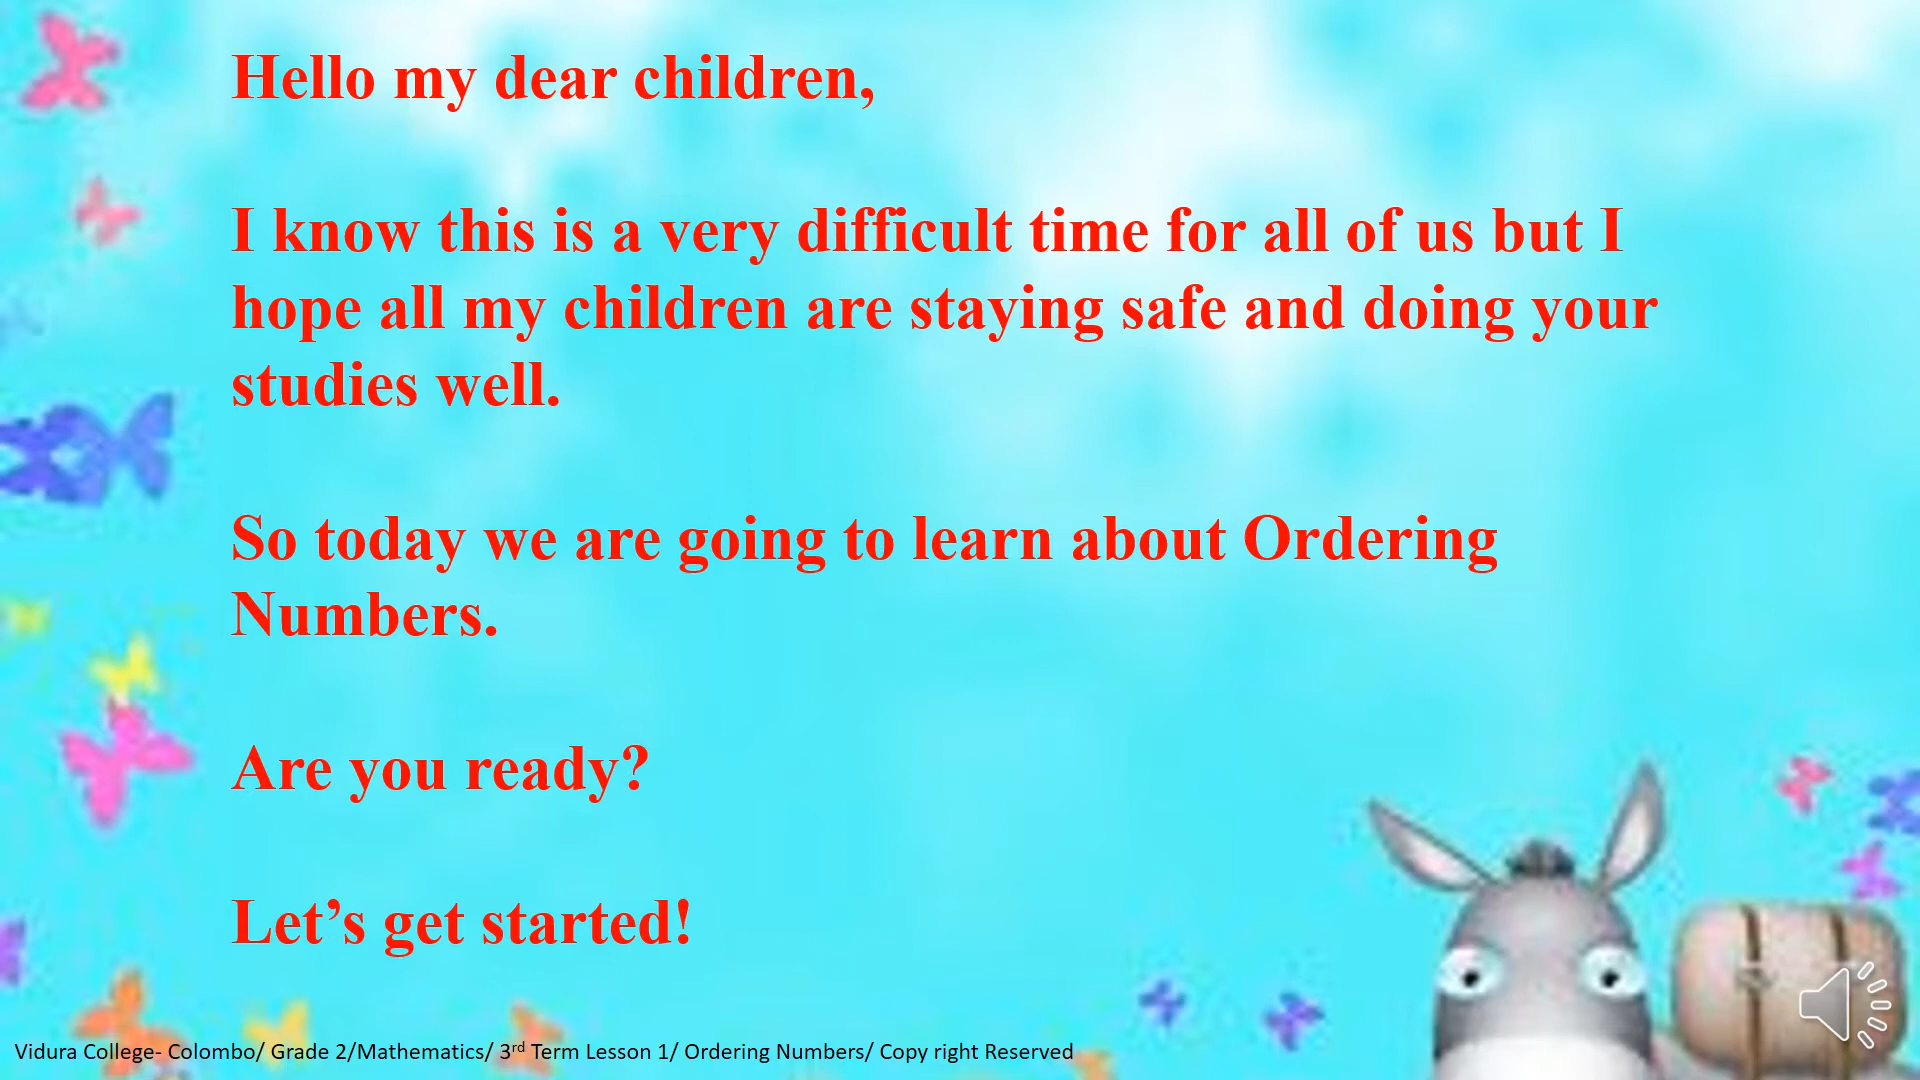 Hello my dear children,
I know this is a very difficult time for all of us but I
hope all my children are staying safe and doing your
studies well.
So today we are going to learn about Ordering
Numbers.
Are you ready?
Let’s get started!
Vidura College- Colombo/ Grade 2/Mathematics/ 3rd Term Lesson 1/ Ordering Numbers/ Copy right Reserved